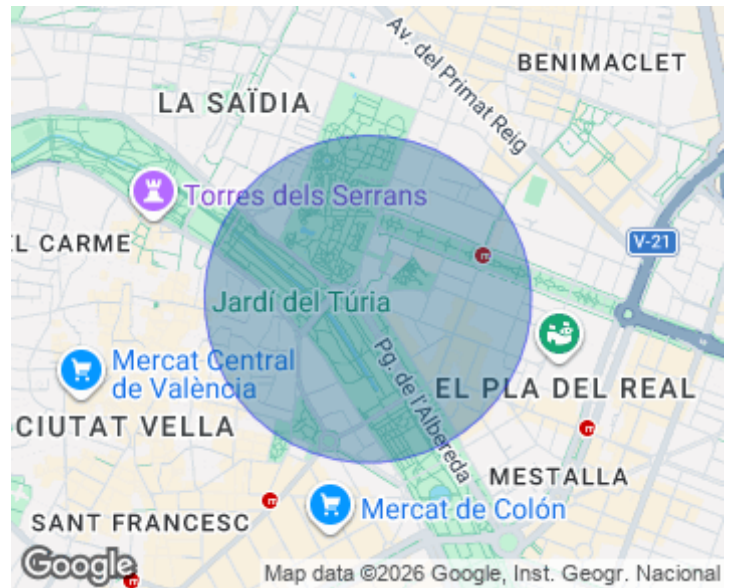 Av. del Primat Reig
BENIMACLET
LA SAÏDIA
Torres dels Serrans
EL CARME
V-21
Jardí del Túria
Mercat Central
de València
Pg. de l'Albereda
EL PLA DEL REAL
CIUTAT VELLA
MESTALLA
Mercat de Colón
SANT FRANCESC
Google
Map data ©2026 Google, Inst. Geogr. Nacional